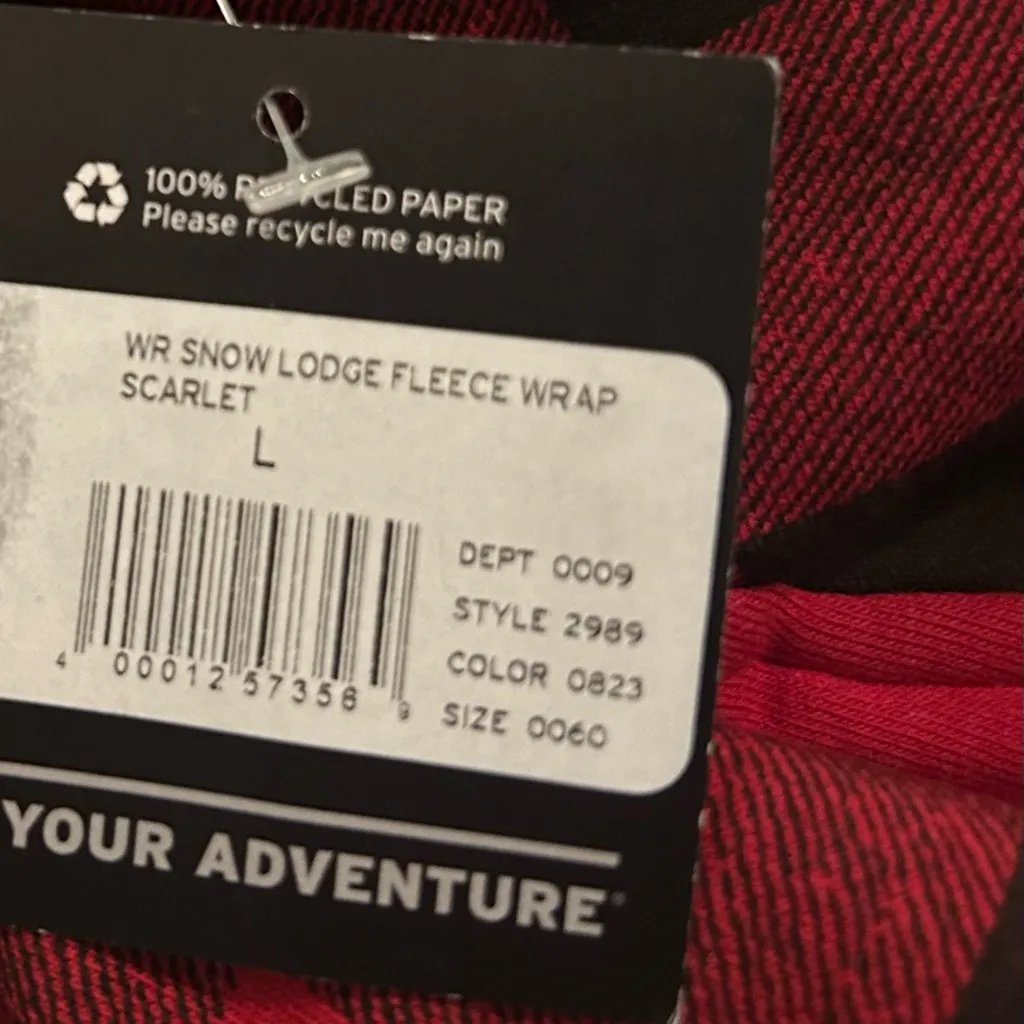 100% RECYCLED PAPER
Please recycle me again
WR SNOW LODGE FLEECE WRAP
SCARLET
L
4 00012 57356 9
DEPT 0009
STYLE 2989
COLOR 0823
SIZE 0060
YOUR ADVENTURE